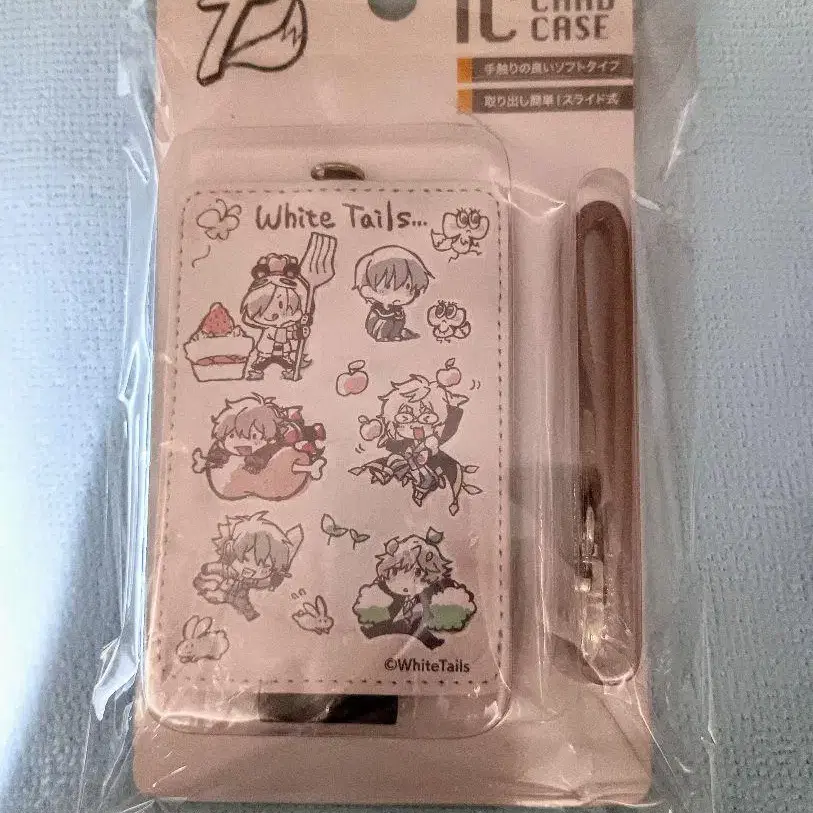 IC CARD
CASE
手触りの良いソフトタイプ
取り出し簡単!スライド式
White Tails...
©WhiteTails